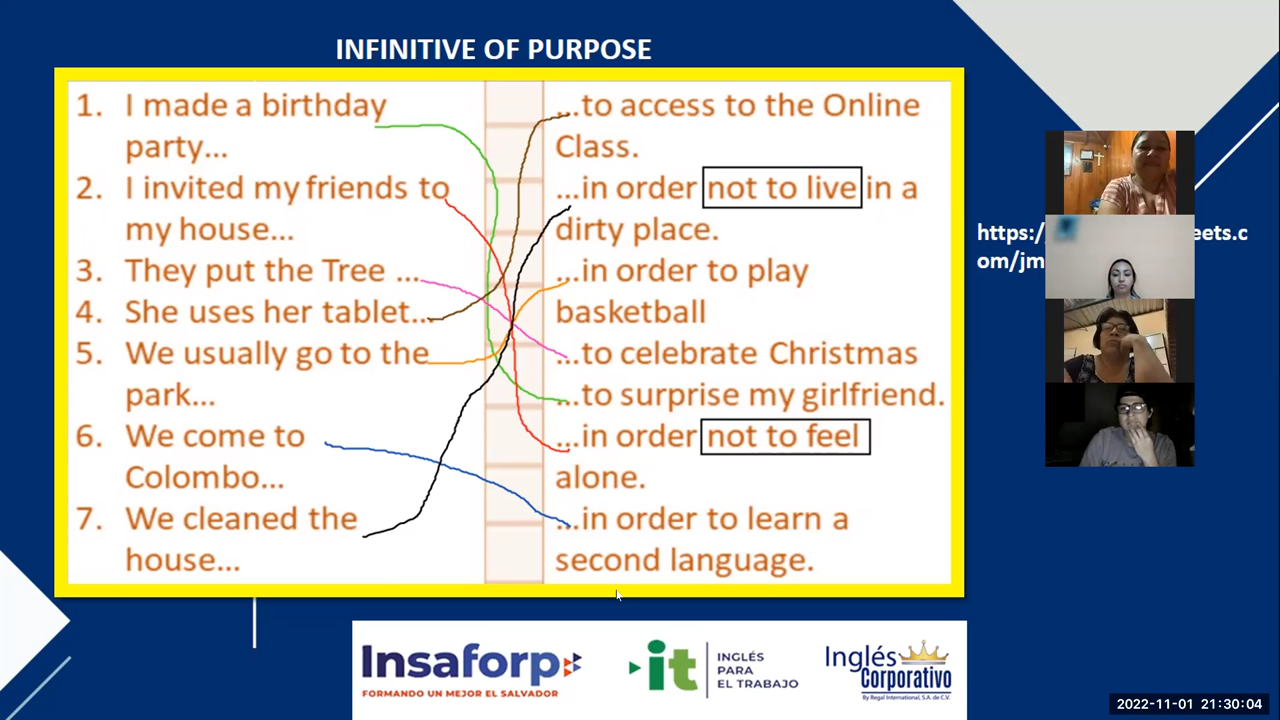 INFINITIVE OF PURPOSE
1. I made a birthday
party...
2. I invited my friends to
my house...
3. They put the Tree ...
4. She uses her tablet...
5. We usually go to the
park...
6. We come to
Colombo...
7. We cleaned the
house...
...to access to the Online
Class.
...in order not to live in a
dirty place.
...in order to play
basketball
...to celebrate Christmas
...to surprise my girlfriend.
...in order not to feel
alone.
...in order to learn a
second language.
https:/
eets.c
om/jm
Insaforp
FORMANDO UN MEJOR EL SALVADOR
it
INGLÉS
PARA
EL TRABAJO
Inglés
Corporativo
By Regal International, S.A. de C.V.
2022-11-01 21:30:04